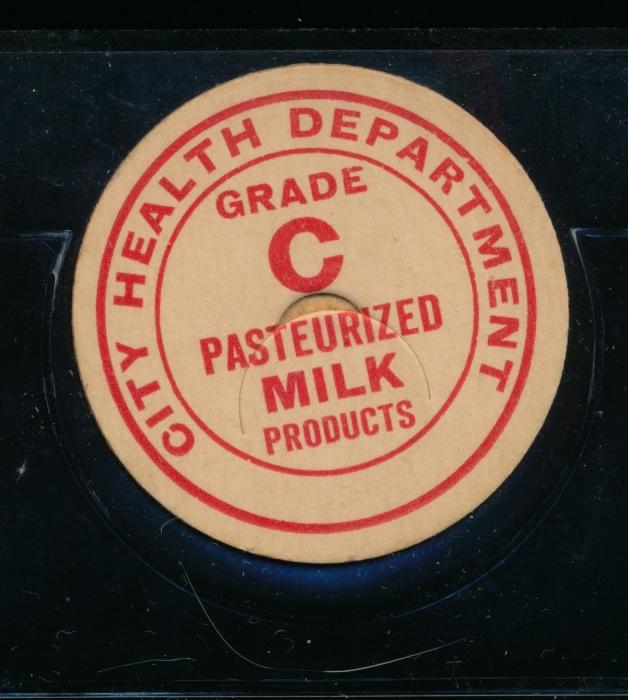 CITY HEALTH DEPARTMENT
GRADE
C
PASTEURIZED
MILK
PRODUCTS